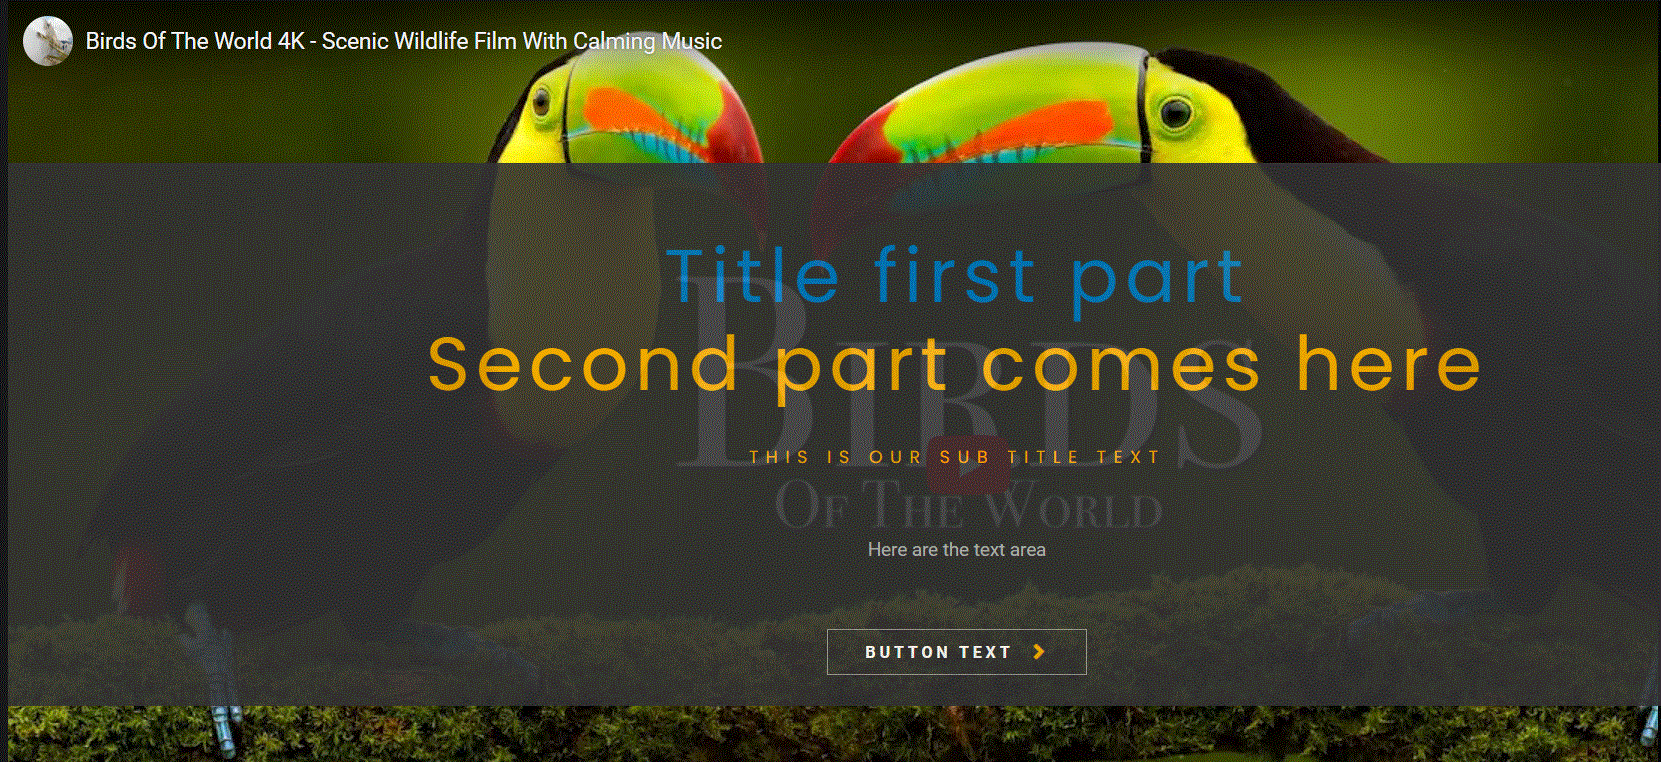 Birds Of The World 4K - Scenic Wildlife Film With Calming Music
Title first part
Second part comes here
BIRDS
THIS IS OUR SUB TITLE TEXT
OF THE WORLD
Here are the text area
BUTTON TEXT